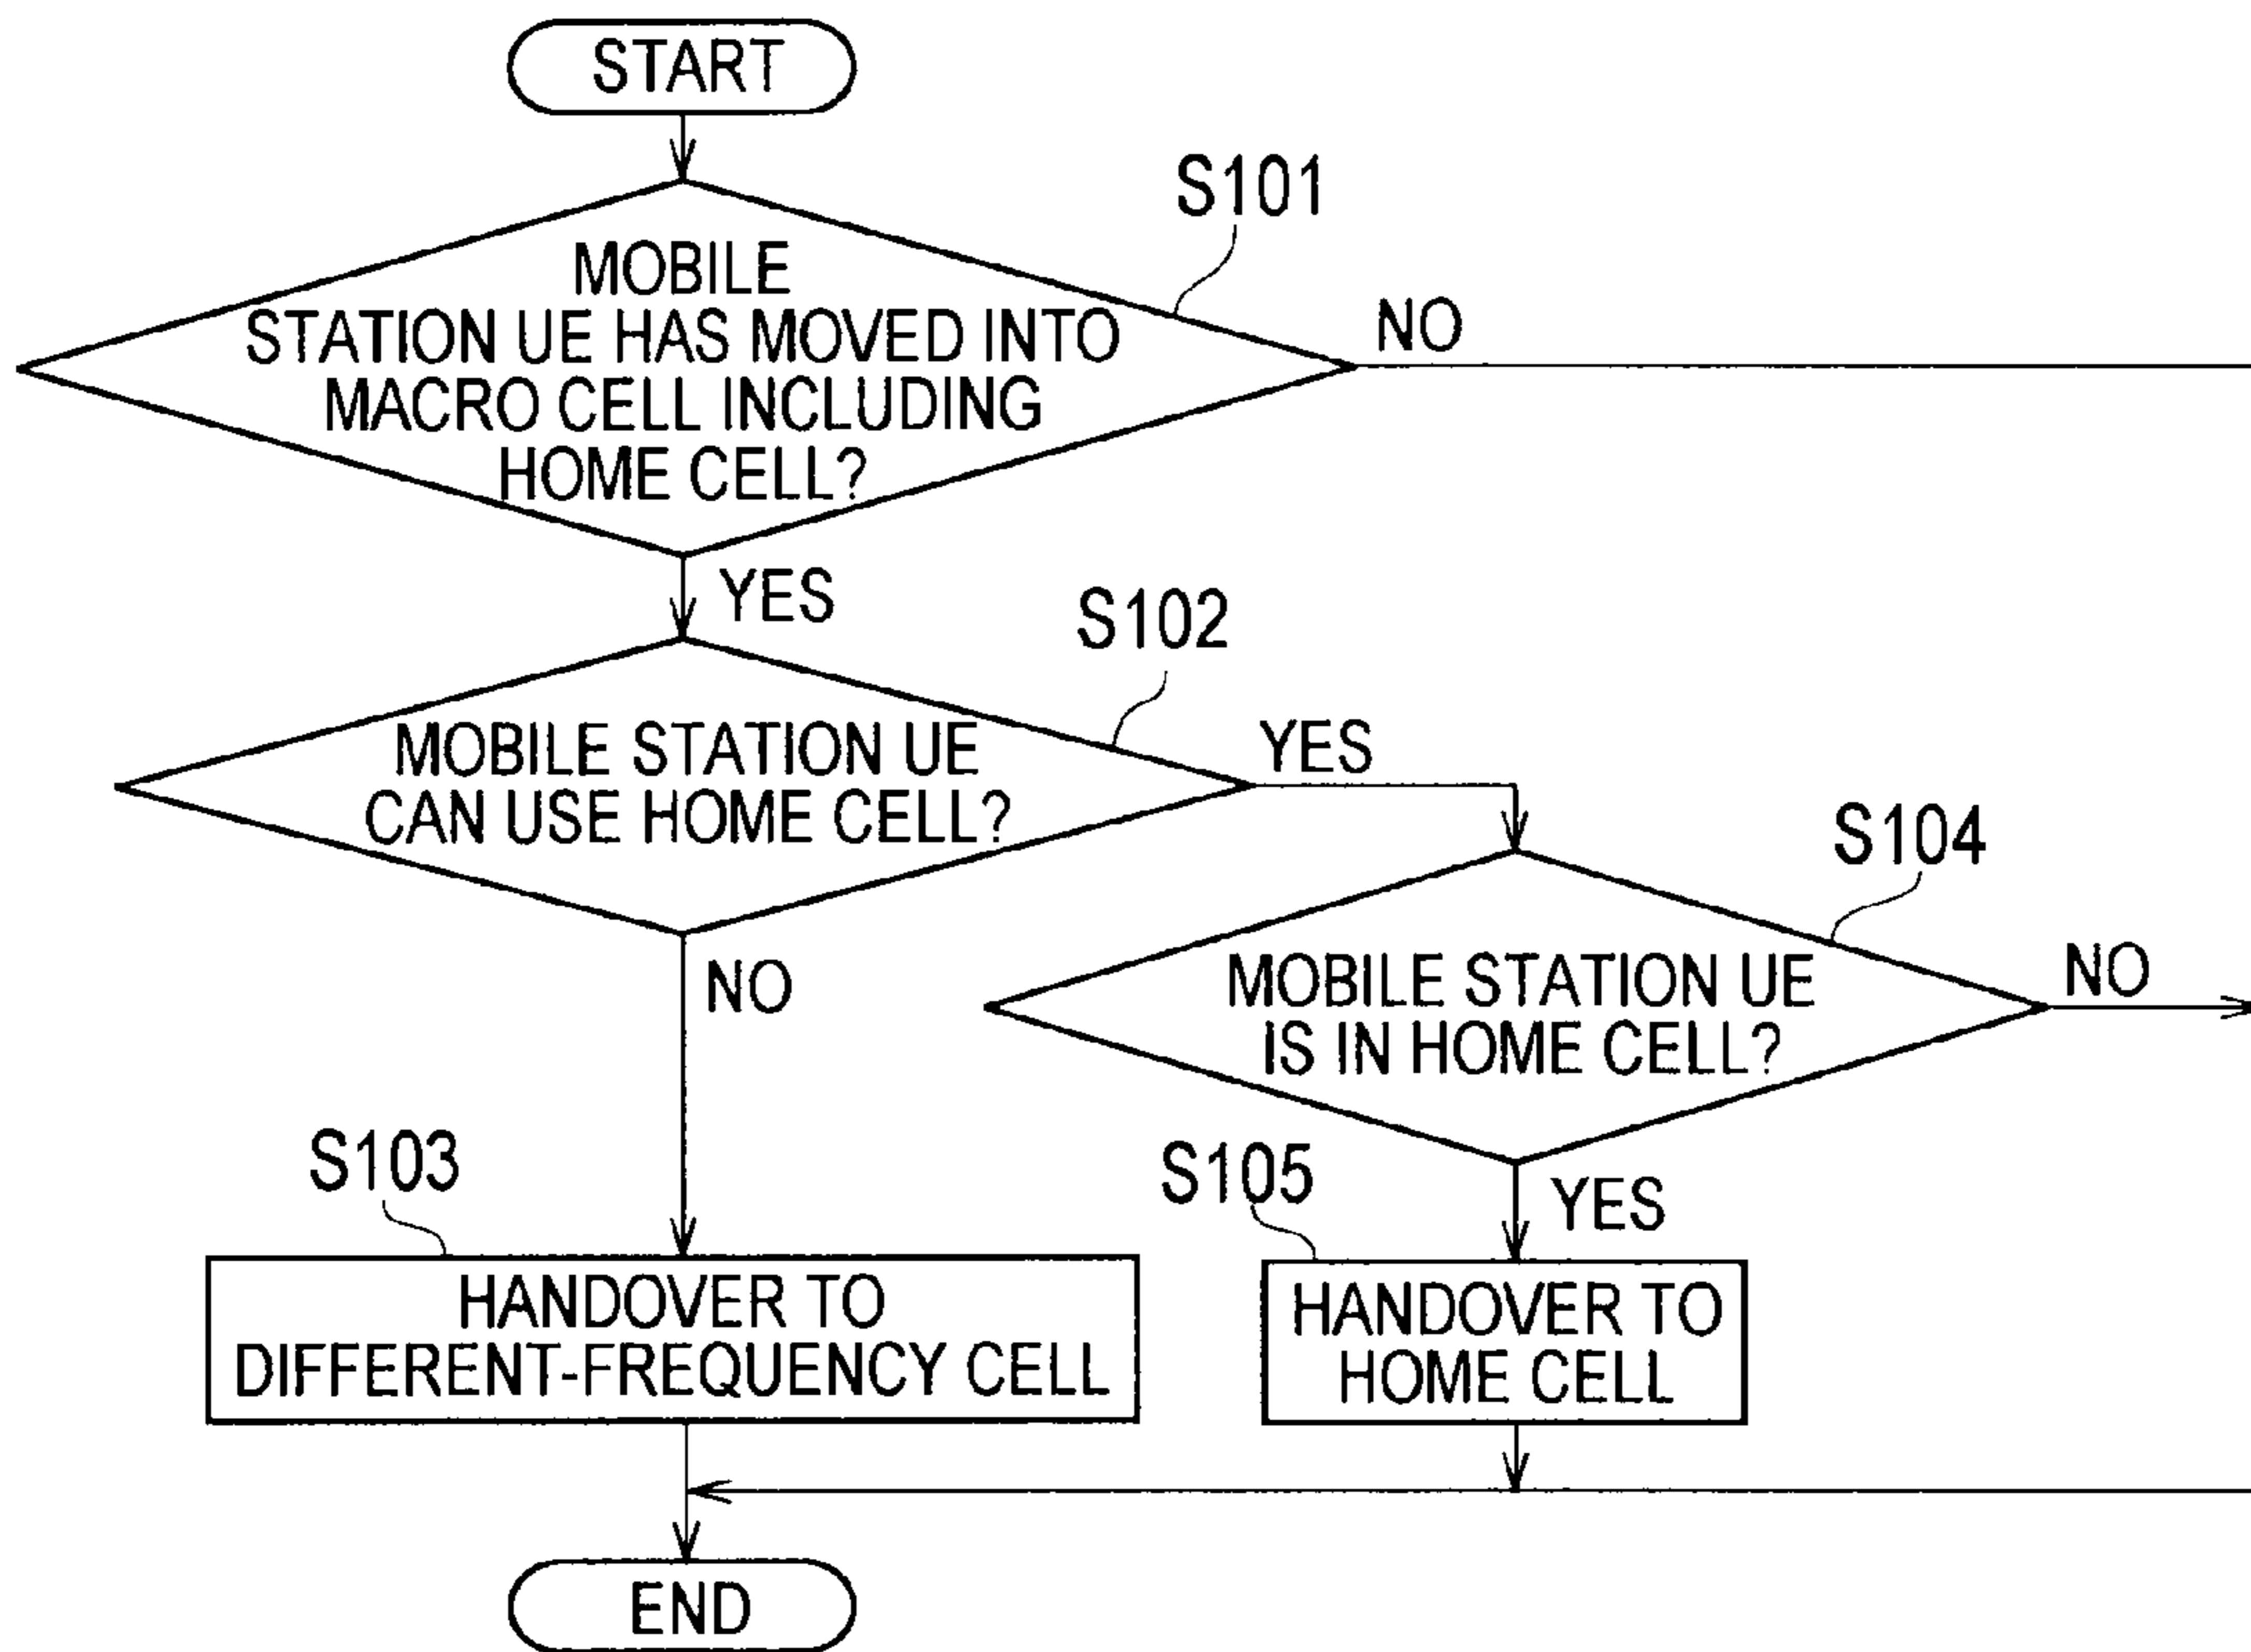 START
S101
MOBILE
STATION UE HAS MOVED INTO
MACRO CELL INCLUDING
HOME CELL?
NO
YES
S102
MOBILE STATION UE
CAN USE HOME CELL?
YES
S104
NO
MOBILE STATION UE
IS IN HOME CELL?
NO
S103
S105
YES
HANDOVER TO
DIFFERENT-FREQUENCY CELL
HANDOVER TO
HOME CELL
END